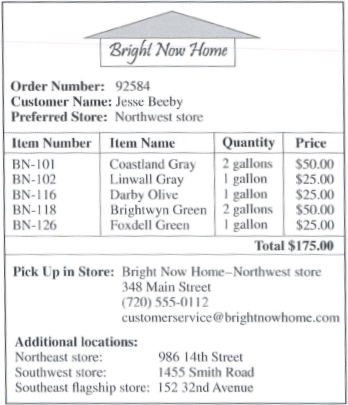 Bright Now Home
Order Number: 92584
Customer Name: Jesse Beeby
Preferred Store: Northwest store
Item Number Item Name Quantity Price
BN-101 Coastland Gray 2 gallons $50.00
BN-102 Linwall Gray 1 gallon $25.00
BN-116 Darby Olive 1 gallon $25.00
BN-118 Brightwyn Green 2 gallons $50.00
BN-126 Foxdell Green 1 gallon $25.00
Total $175.00
Pick Up in Store: Bright Now Home–Northwest store
348 Main Street
(720) 555-0112
customerservice@brightnowhome.com
Additional locations:
Northeast store: 986 14th Street
Southwest store: 1455 Smith Road
Southeast flagship store: 152 32nd Avenue